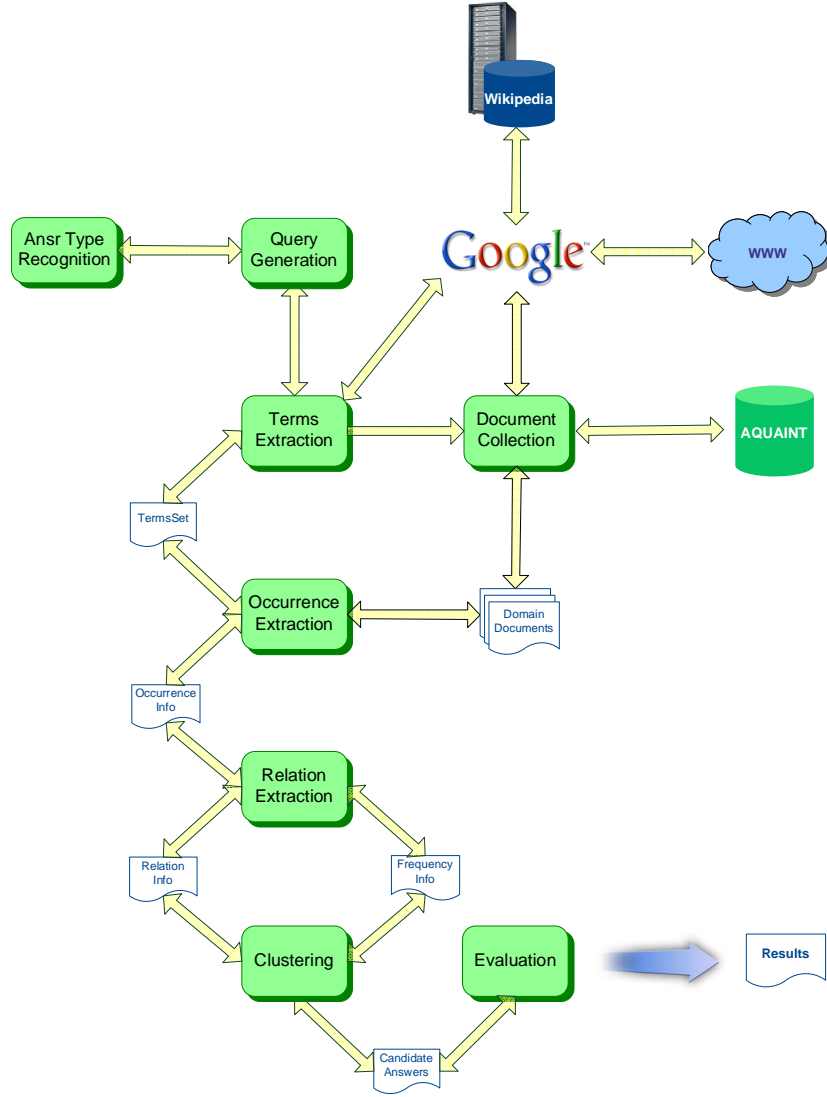 Wikipedia
Ansr Type
Recognition
Query
Generation
Google™
www
Terms
Extraction
Document
Collection
AQUAINT
TermsSet
Occurrence
Extraction
Domain
Documents
Occurrence
Info
Relation
Extraction
Relation
Info
Frequency
Info
Clustering
Evaluation
Results
Candidate
Answers